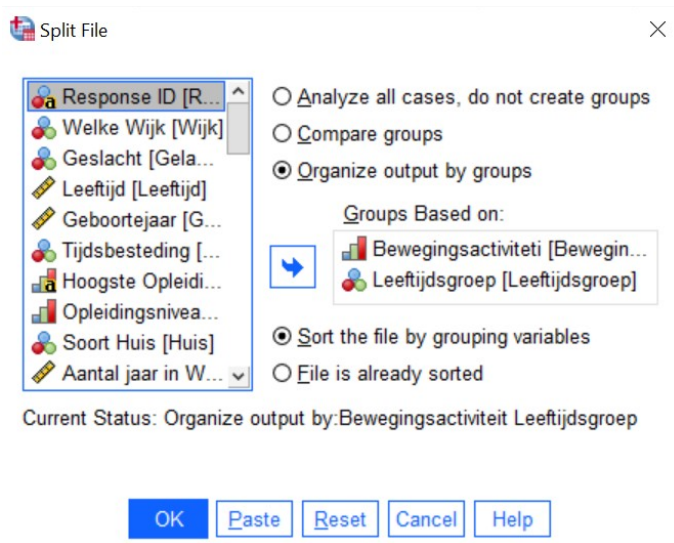 Split File
Response ID [R...
Welke Wijk [Wijk]
Geslacht [Gela...
Leeftijd [Leeftijd]
Geboortejaar [G...
Tijdsbesteding [...
Hoogste Opleidi...
Opleidingsnivea...
Soort Huis [Huis]
Aantal jaar in W...
Analyze all cases, do not create groups
Compare groups
Organize output by groups
Groups Based on:
Bewegingsactiviteti [Bewegin...
Leeftijdsgroep [Leeftijdsgroep]
Sort the file by grouping variables
File is already sorted
Current Status: Organize output by:Bewegingsactiviteit Leeftijdsgroep
OK
Paste
Reset
Cancel
Help